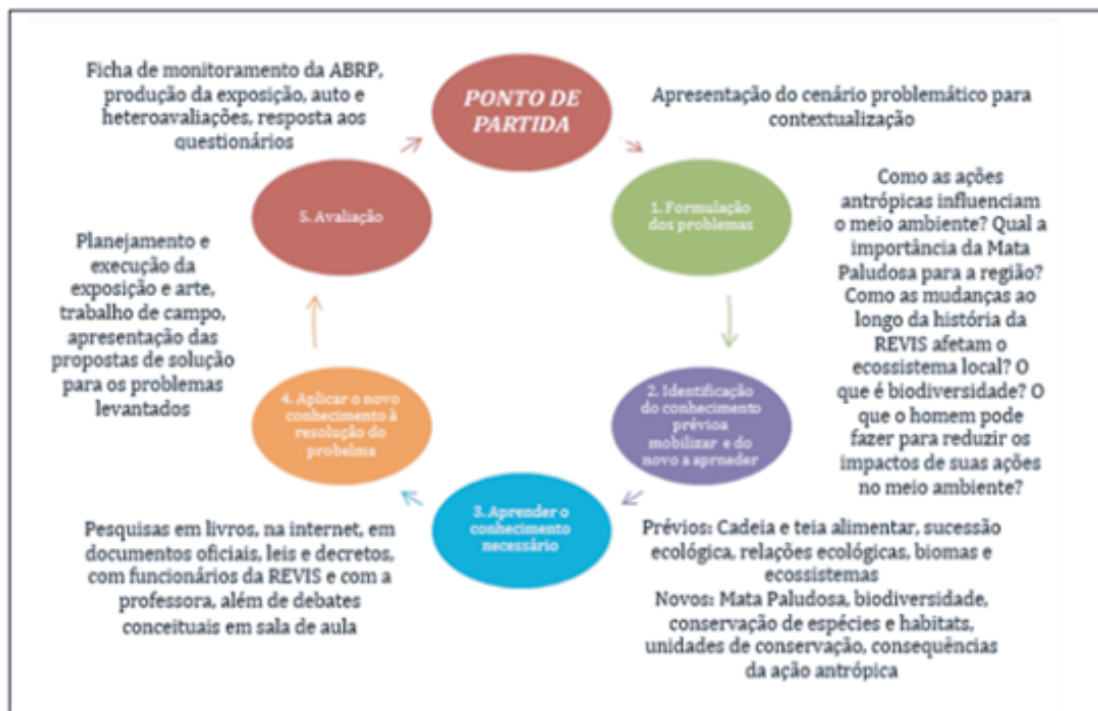 PONTO DE
PARTIDA
Apresentação do cenário problemático para
contextualização
1. Formulação
dos problemas
Como as ações
antrópicas influenciam
o meio ambiente? Qual a
importância da Mata
Paludosa para a região?
Como as mudanças ao
longo da história da
REVIS afetam o
ecossistema local? O
que é biodiversidade? O
que o homem pode
fazer para reduzir os
impactos de suas ações
no meio ambiente?
2. Identificação
do conhecimento
prévioa
mobilizar e do
novo a aprneder
Prévios: Cadeia e teia alimentar, sucessão
ecológica, relações ecológicas, biomas e
ecossistemas
Novos: Mata Paludosa, biodiversidade,
conservação de espécies e habitats,
unidades de conservação, consequências
da ação antrópica
3. Aprender o
conhecimento
necessário
Pesquisas em livros, na internet, em
documentos oficiais, leis e decretos,
com funcionários da REVIS e com a
professora, além de debates
conceituais em sala de aula
4. Aplicar o novo
conhecimento à
resolução do
probelma
Planejamento e
execução da
exposição e arte,
trabalho de campo,
apresentação das
propostas de solução
para os problemas
levantados
5. Avaliação
Ficha de monitoramento da ABRP,
produção da exposição, auto e
heteroavaliações, resposta aos
questionários